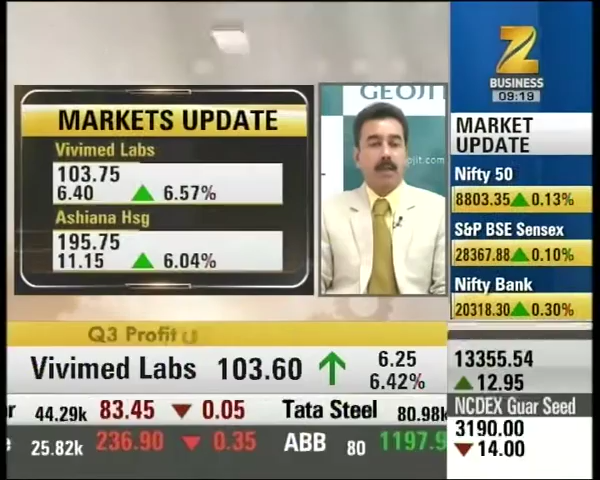 MARKETS UPDATE
Vivimed Labs
103.75
6.40 6.57%
Ashiana Hsg
195.75
11.15 6.04%
GEOJIT
ojit.com
Z
BUSINESS
09:19
MARKET
UPDATE
Nifty 50
8803.35 0.13%
S&P BSE Sensex
28367.88 0.10%
Nifty Bank
20318.30 0.30%
Q3 Profit
Vivimed Labs 103.60 6.25
6.42%
13355.54
12.95
NCDEX Guar Seed
3190.00
14.00
r 44.29k 83.45 0.05 Tata Steel 80.98k
e 25.82k 236.90 0.35 ABB 80 1197.9